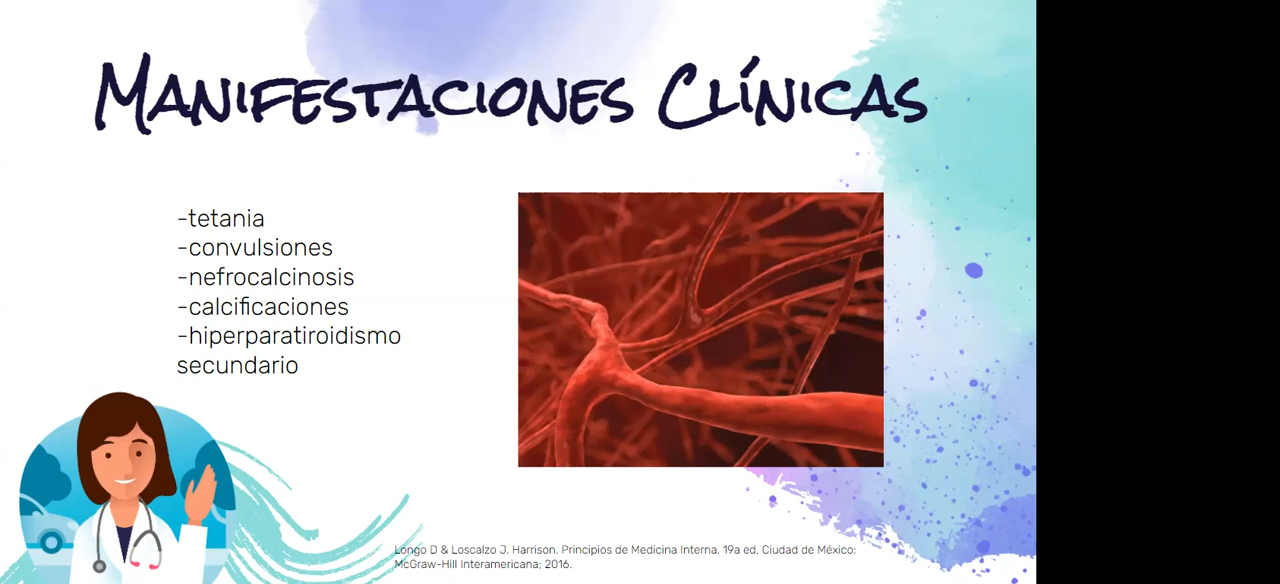 Manifestaciones Clínicas
-tetania
-convulsiones
-nefrocalcinosis
-calcificaciones
-hiperparatiroidismo
secundario
Longo D & Loscalzo J. Harrison. Principios de Medicina Interna. 19a ed, Ciudad de México:
McGraw-Hill Interamericana; 2016.